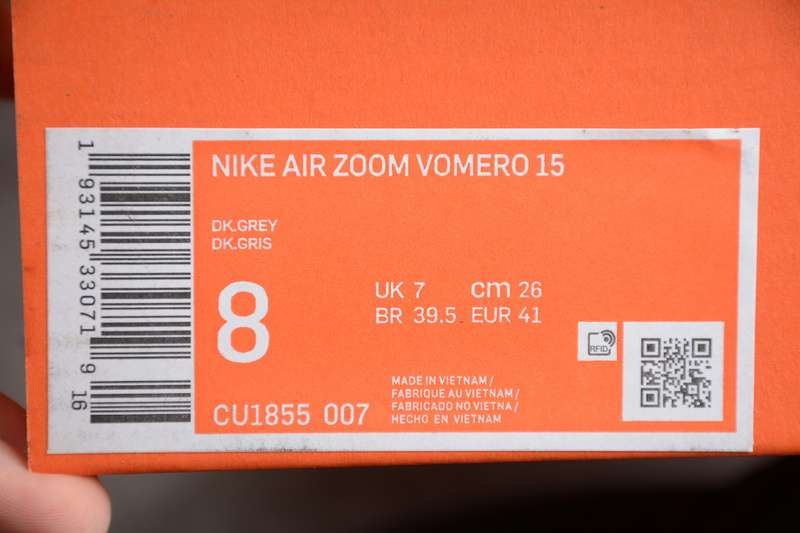 NIKE AIR ZOOM VOMERO 15
DK.GREY
DK.GRIS
8
UK 7 cm 26
BR 39.5 EUR 41
RFID
CU1855 007
MADE IN VIETNAM /
FABRIQUE AU VIETNAM /
FABRICADO NO VIETNA /
HECHO EN VIETNAM
1 93145 33071 9 16